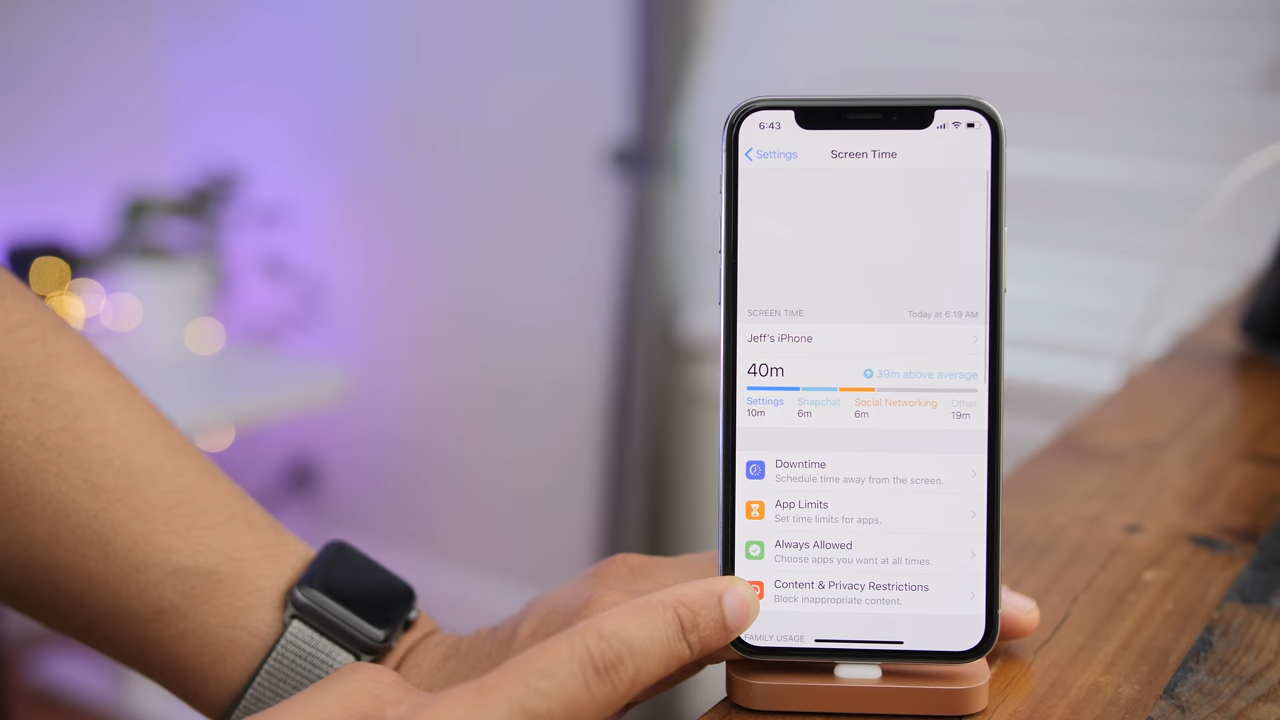 6:43
Settings
Screen Time
SCREEN TIME
Today at 6:19 AM
Jeff's iPhone
40m
39m above average
Settings
Snapchat
Social Networking
Other
10m
6m
6m
19m
Downtime
Schedule time away from the screen.
App Limits
Set time limits for apps.
Always Allowed
Choose apps you want at all times.
Content & Privacy Restrictions
Block inappropriate content.
FAMILY USAGE